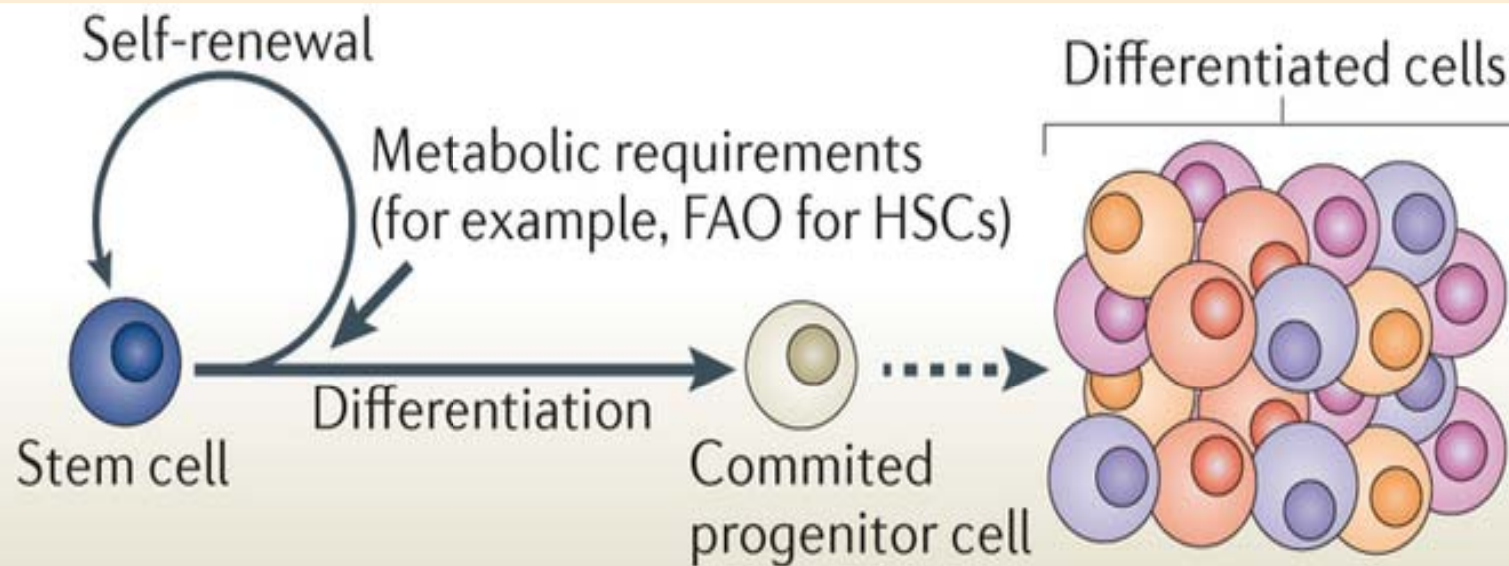 Self-renewal
Differentiated cells
Metabolic requirements
(for example, FAO for HSCs)
Differentiation
Stem cell
Commited
progenitor cell